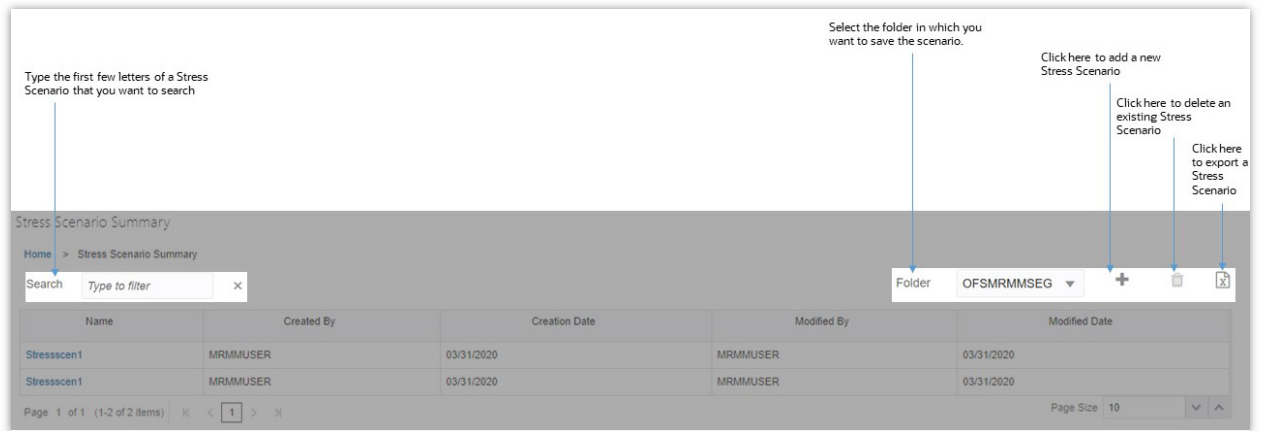 Select the folder in which you
want to save the scenario.
Click here to add a new
Stress Scenario
Type the first few letters of a Stress
Scenario that you want to search
Click here to delete an
existing Stress
Scenario
Click here
to export a
Stress
Scenario
Stress Scenario Summary
Home > Stress Scenario Summary
Search Type to filter × Folder OFSMRMMSEG
Name Created By Creation Date Modified By Modified Date
Stressscen1 MRMMUSER 03/31/2020 MRMMUSER 03/31/2020
Stressscen1 MRMMUSER 03/31/2020 MRMMUSER 03/31/2020
Page 1 of 1 (1-2 of 2 items) 1 Page Size 10